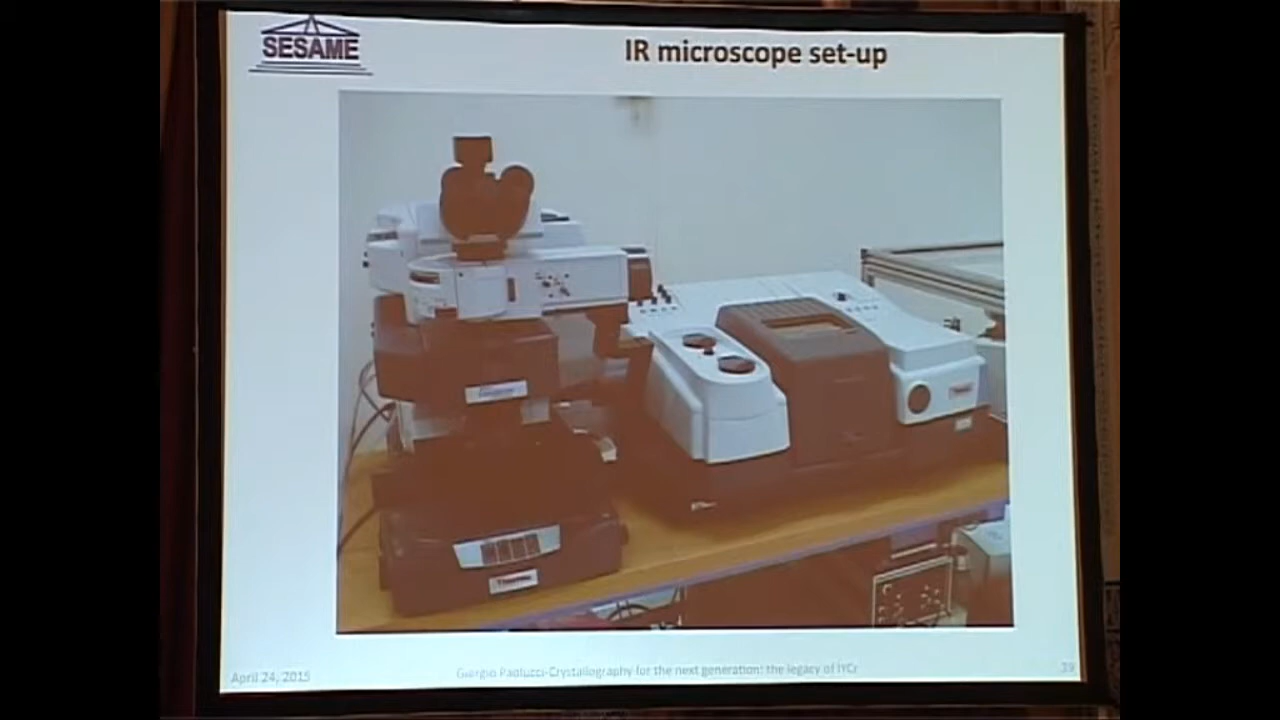 SESAME
IR microscope set-up
Thermo
April 24, 2015
Giorgio Paolucci-Crystallography for the next generation: the legacy of IYCr
39